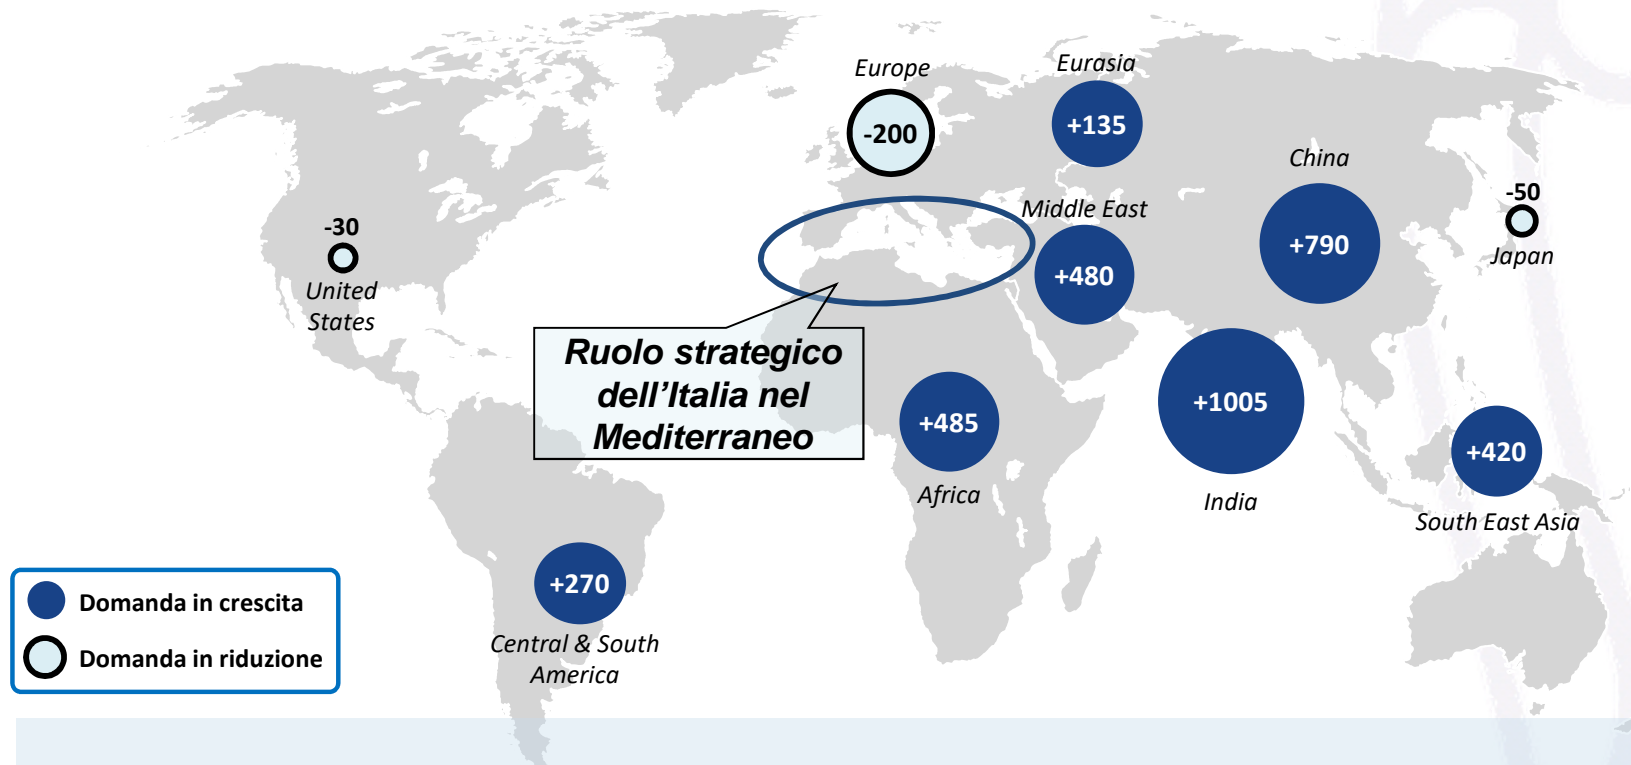 Europe
-200
Eurasia
+135
China
+790
-50
Japan
Middle East
+480
-30
United
States
Ruolo strategico
dell'Italia nel
Mediterraneo
+485
Africa
+1005
India
+420
South East Asia
+270
Central & South
America
Domanda in crescita
Domanda in riduzione